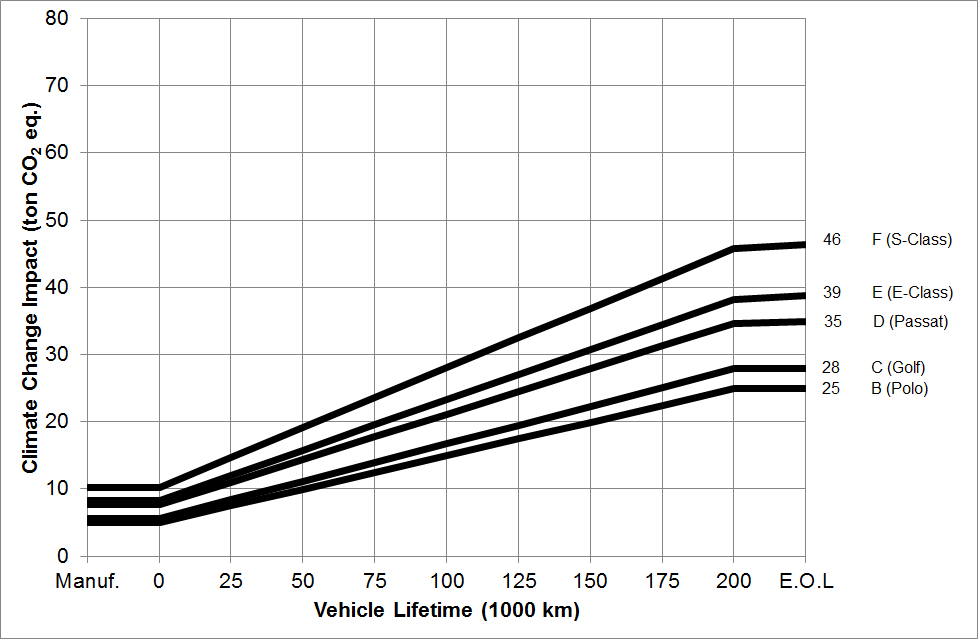 80
70
60
50
40
30
20
10
0
Climate Change Impact (ton CO₂ eq.)
Manuf. 0 25 50 75 100 125 150 175 200 E.O.L
Vehicle Lifetime (1000 km)
46 F (S-Class)
39 E (E-Class)
35 D (Passat)
28 C (Golf)
25 B (Polo)